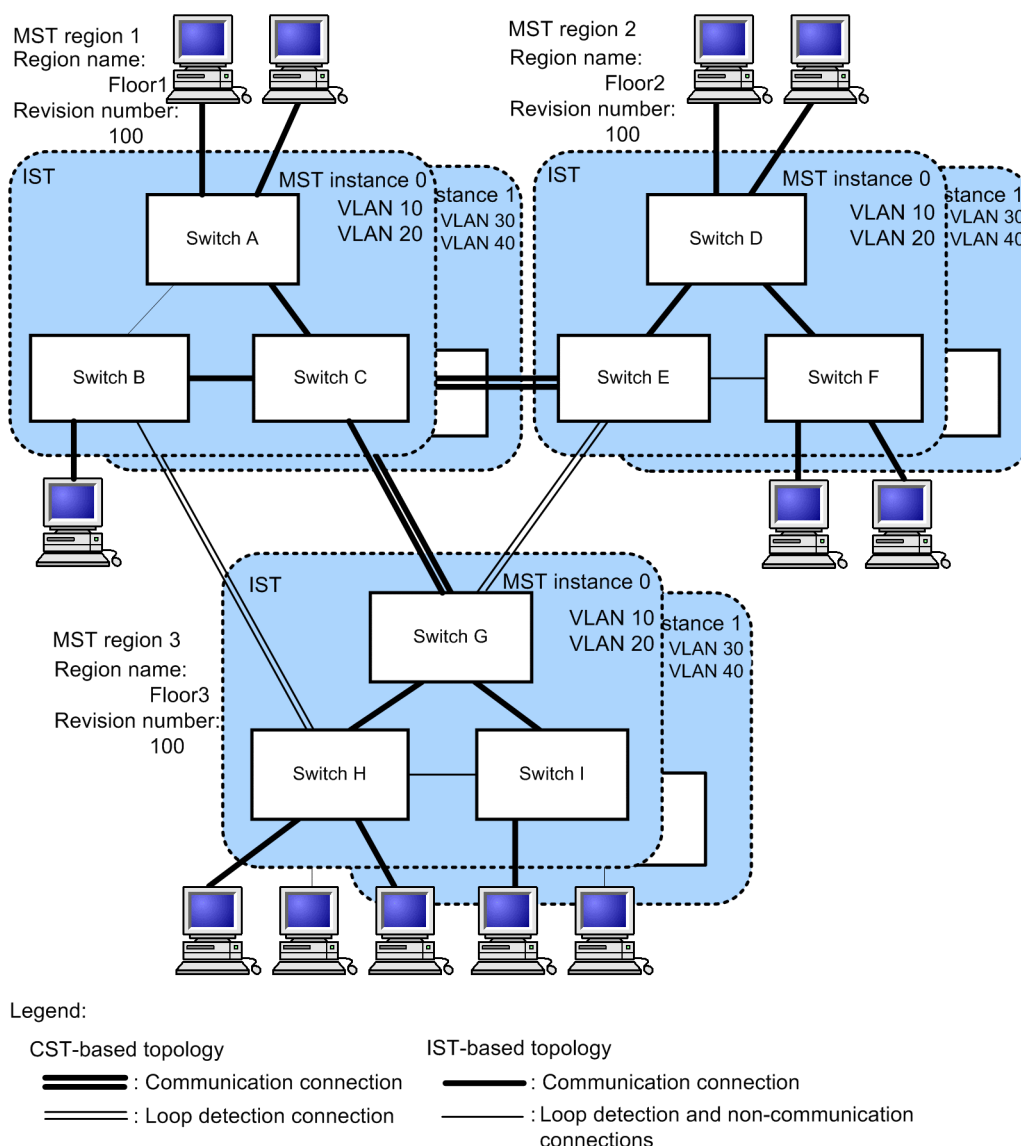 MST region 1
Region name:
Floor1
Revision number:
100
MST region 2
Region name:
Floor2
Revision number:
100
IST
MST instance 0
VLAN 10
VLAN 20
stance 1
VLAN 30
VLAN 40
Switch A
Switch B
Switch C
IST
MST instance 0
VLAN 10
VLAN 20
stance 1
VLAN 30
VLAN 40
Switch D
Switch E
Switch F
MST region 3
Region name:
Floor3
Revision number:
100
IST
MST instance 0
VLAN 10
VLAN 20
stance 1
VLAN 30
VLAN 40
Switch G
Switch H
Switch I
Legend:
CST-based topology
: Communication connection
: Loop detection connection
IST-based topology
: Communication connection
: Loop detection and non-communication
connections